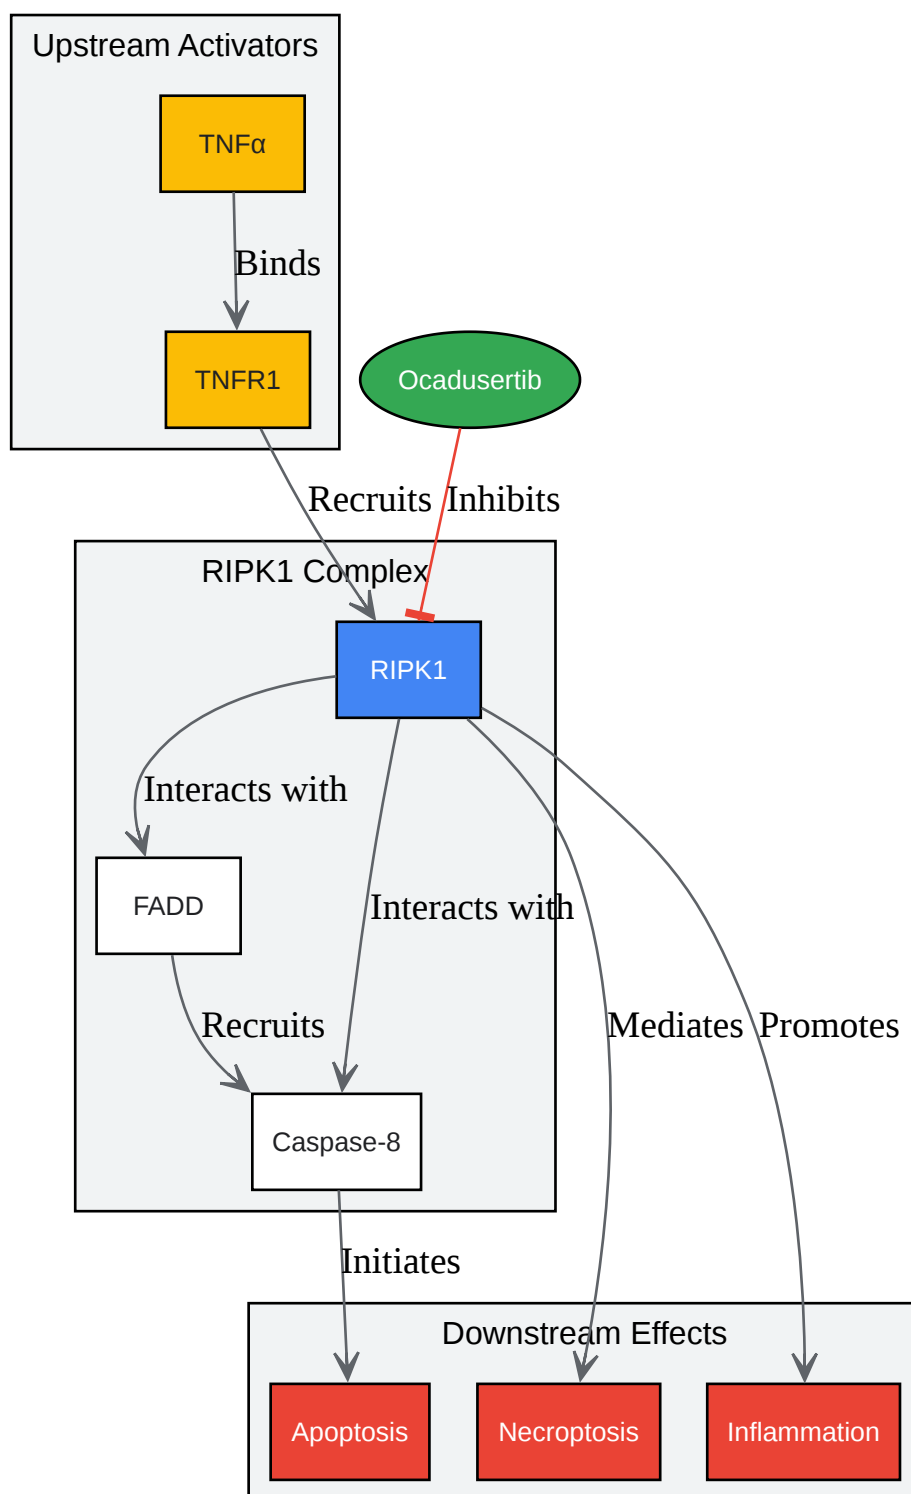 Upstream Activators
TNFα
Binds
TNFR1
Ocadusertib
Recruits
Inhibits
RIPK1 Complex
RIPK1
Interacts with
FADD
Interacts with
Recruits
Mediates
Promotes
Caspase-8
Initiates
Downstream Effects
Apoptosis
Necroptosis
Inflammation